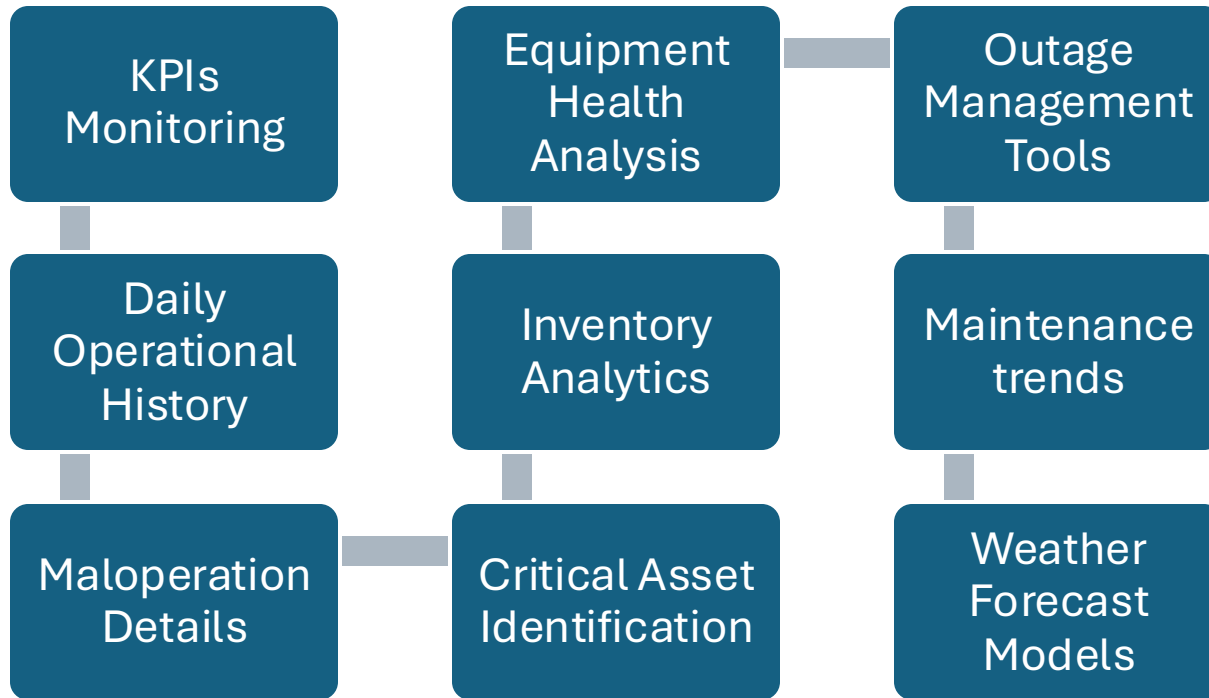 KPIs
Monitoring
Daily
Operational
History
Maloperation
Details
Critical Asset
Identification
Inventory
Analytics
Equipment
Health
Analysis
Outage
Management
Tools
Maintenance
trends
Weather
Forecast
Models